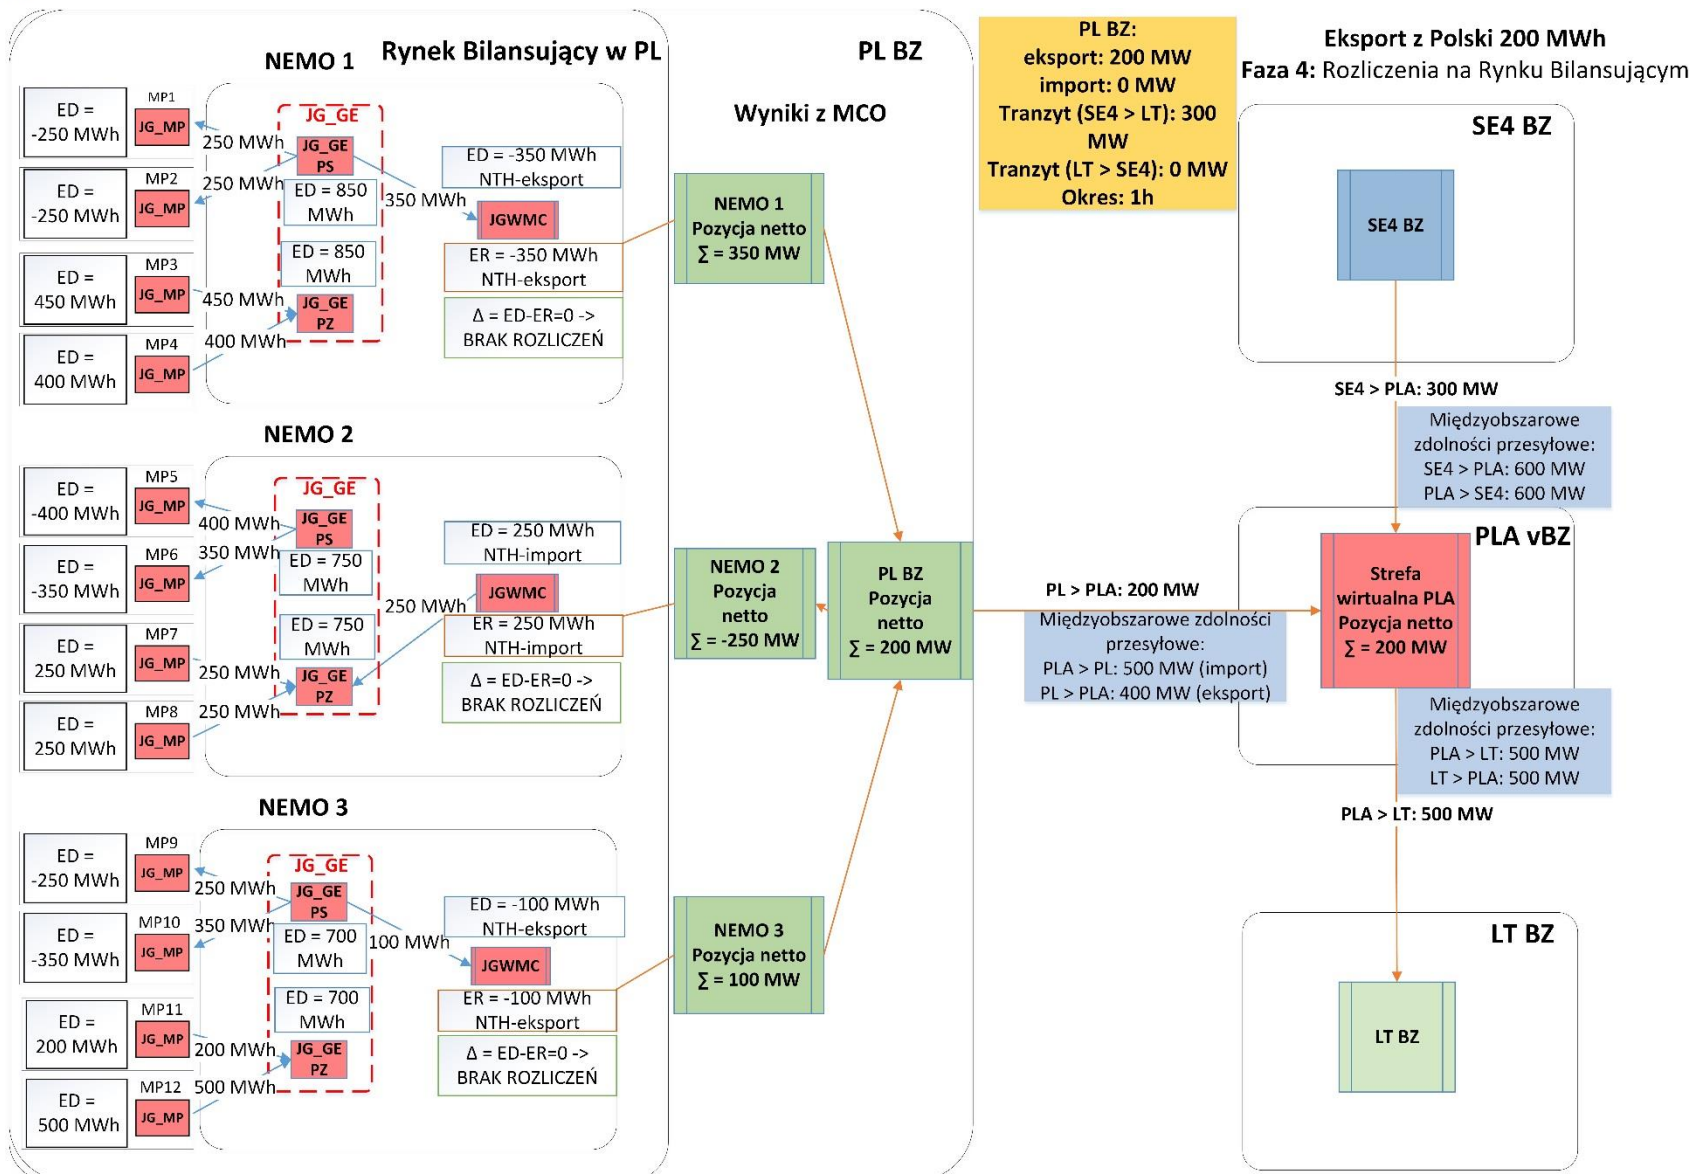 Rynek Bilansujący w PL
PL BZ
Wyniki z MCO
PL BZ:
eksport: 200 MW
import: 0 MW
Tranzyt (SE4 > LT): 300
MW
Tranzyt (LT > SE4): 0 MW
Okres: 1h
Eksport z Polski 200 MWh
Faza 4: Rozliczenia na Rynku Bilansującym
NEMO 1
ED =
-250 MWh
MP1
JG_MP
250 MWh
ED =
-250 MWh
MP2
JG_MP
250 MWh
ED =
450 MWh
MP3
JG_MP
450 MWh
ED =
400 MWh
MP4
JG_MP
400 MWh
JG_GE
JG_GE
PS
ED = 850
MWh
ED = 850
MWh
JG_GE
PZ
350 MWh
ED = -350 MWh
NTH-eksport
JGWMC
ER = -350 MWh
NTH-eksport
Δ = ED-ER=0 ->
BRAK ROZLICZEŃ
NEMO 1
Pozycja netto
∑ = 350 MW
NEMO 2
ED =
-400 MWh
MP5
JG_MP
400 MWh
ED =
-350 MWh
MP6
JG_MP
350 MWh
ED =
250 MWh
MP7
JG_MP
250 MWh
ED =
250 MWh
MP8
JG_MP
250 MWh
JG_GE
JG_GE
PS
ED = 750
MWh
ED = 750
MWh
JG_GE
PZ
250 MWh
ED = 250 MWh
NTH-import
JGWMC
ER = 250 MWh
NTH-import
Δ = ED-ER=0 ->
BRAK ROZLICZEŃ
NEMO 2
Pozycja
netto
∑ = -250 MW
PL BZ
Pozycja
netto
∑ = 200 MW
NEMO 3
ED =
-250 MWh
MP9
JG_MP
250 MWh
ED =
-350 MWh
MP10
JG_MP
350 MWh
ED =
200 MWh
MP11
JG_MP
200 MWh
ED =
500 MWh
MP12
JG_MP
500 MWh
JG_GE
JG_GE
PS
ED = 700
MWh
ED = 700
MWh
JG_GE
PZ
100 MWh
ED = -100 MWh
NTH-eksport
JGWMC
ER = -100 MWh
NTH-eksport
Δ = ED-ER=0 ->
BRAK ROZLICZEŃ
NEMO 3
Pozycja netto
∑ = 100 MW
SE4 BZ
SE4 BZ
SE4 > PLA: 300 MW
Międzyobszarowe
zdolności przesyłowe:
SE4 > PLA: 600 MW
PLA > SE4: 600 MW
PLA vBZ
Strefa
wirtualna PLA
Pozycja netto
∑ = 200 MW
PL > PLA: 200 MW
Międzyobszarowe zdolności
przesyłowe:
PLA > PL: 500 MW (import)
PL > PLA: 400 MW (eksport)
Międzyobszarowe
zdolności przesyłowe:
PLA > LT: 500 MW
LT > PLA: 500 MW
PLA > LT: 500 MW
LT BZ
LT BZ